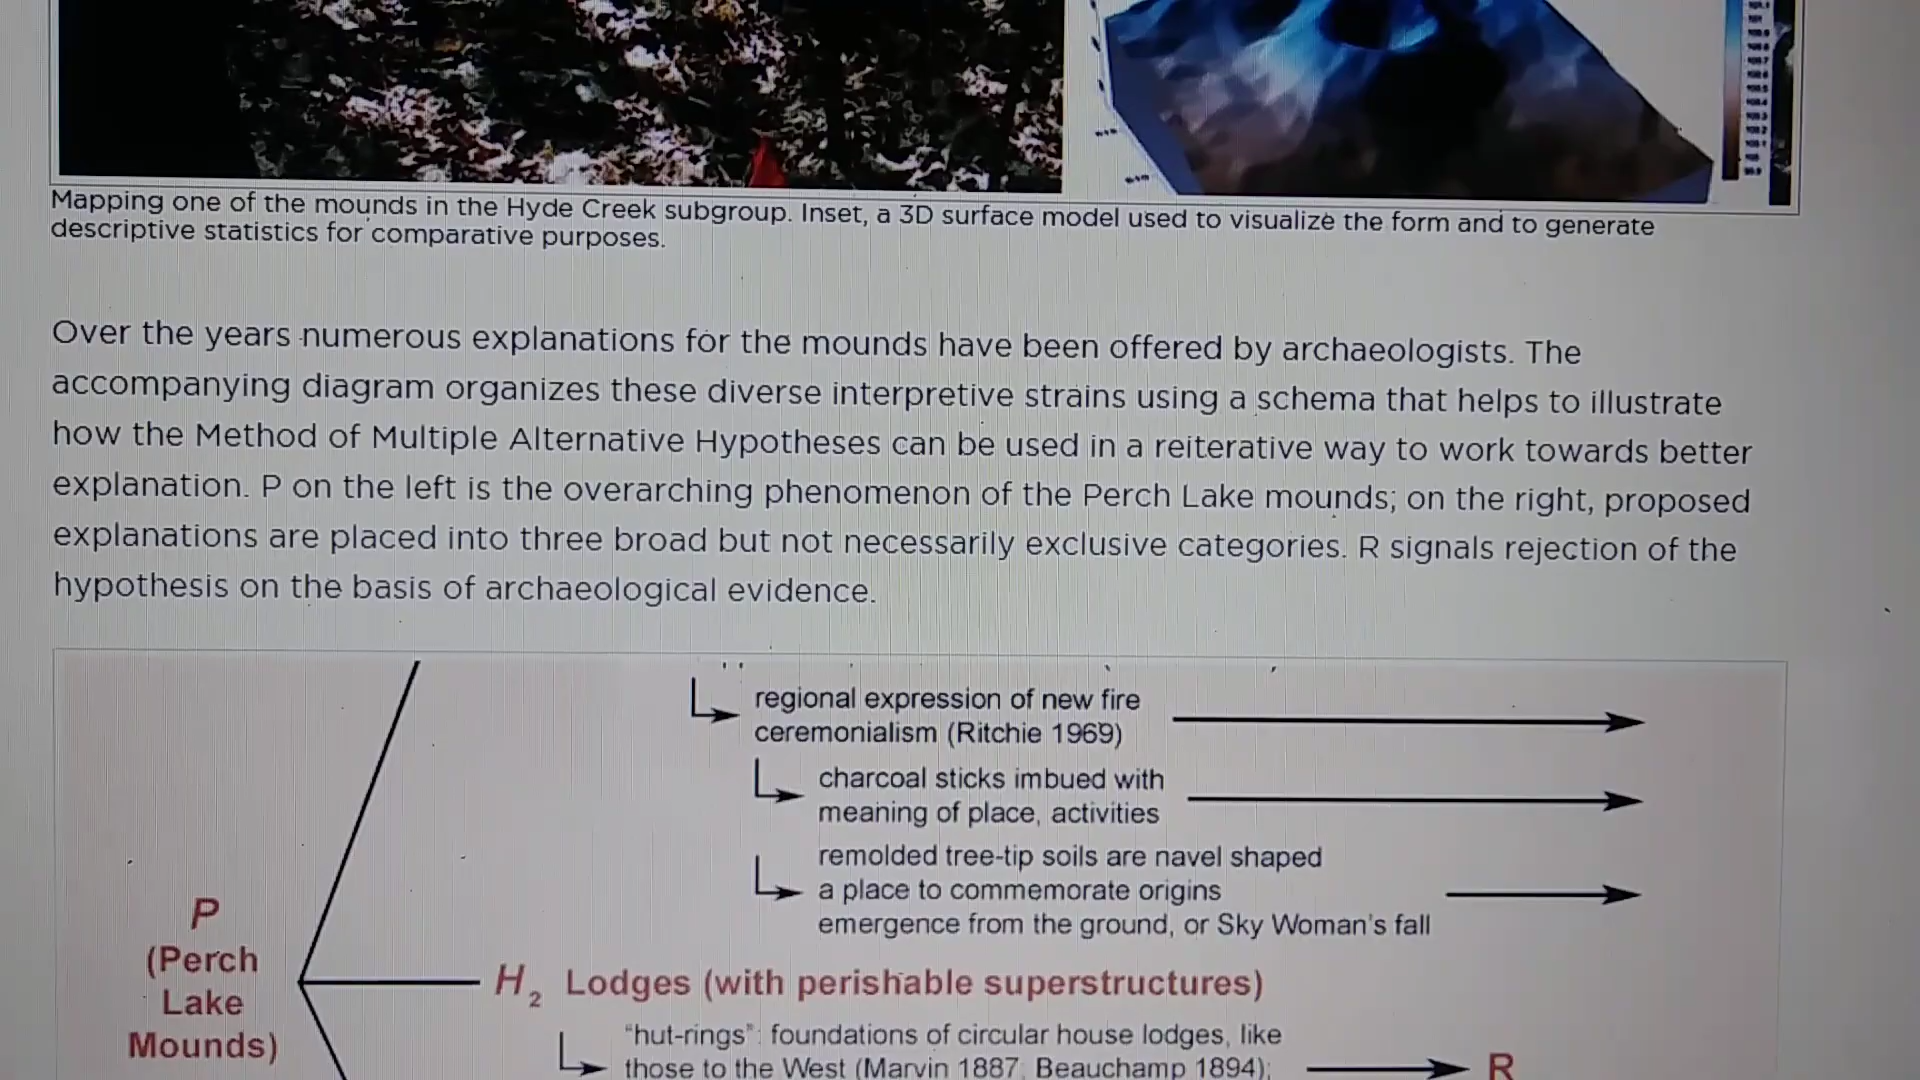 Mapping one of the mounds in the Hyde Creek subgroup. Inset, a 3D surface model used to visualize the form and to generate
descriptive statistics for comparative purposes.
Over the years numerous explanations for the mounds have been offered by archaeologists. The
accompanying diagram organizes these diverse interpretive strains using a schema that helps to illustrate
how the Method of Multiple Alternative Hypotheses can be used in a reiterative way to work towards better
explanation. P on the left is the overarching phenomenon of the Perch Lake mounds; on the right, proposed
explanations are placed into three broad but not necessarily exclusive categories. R signals rejection of the
hypothesis on the basis of archaeological evidence.
regional expression of new fire
ceremonialism (Ritchie 1969)
charcoal sticks imbued with
meaning of place, activities
remolded tree-tip soils are navel shaped
a place to commemorate origins
emergence from the ground, or Sky Woman's fall
P
(Perch
Lake
Mounds)
H2 Lodges (with perishable superstructures)
"hut-rings": foundations of circular house lodges, like
those to the West (Marvin 1887, Beauchamp 1894);
R